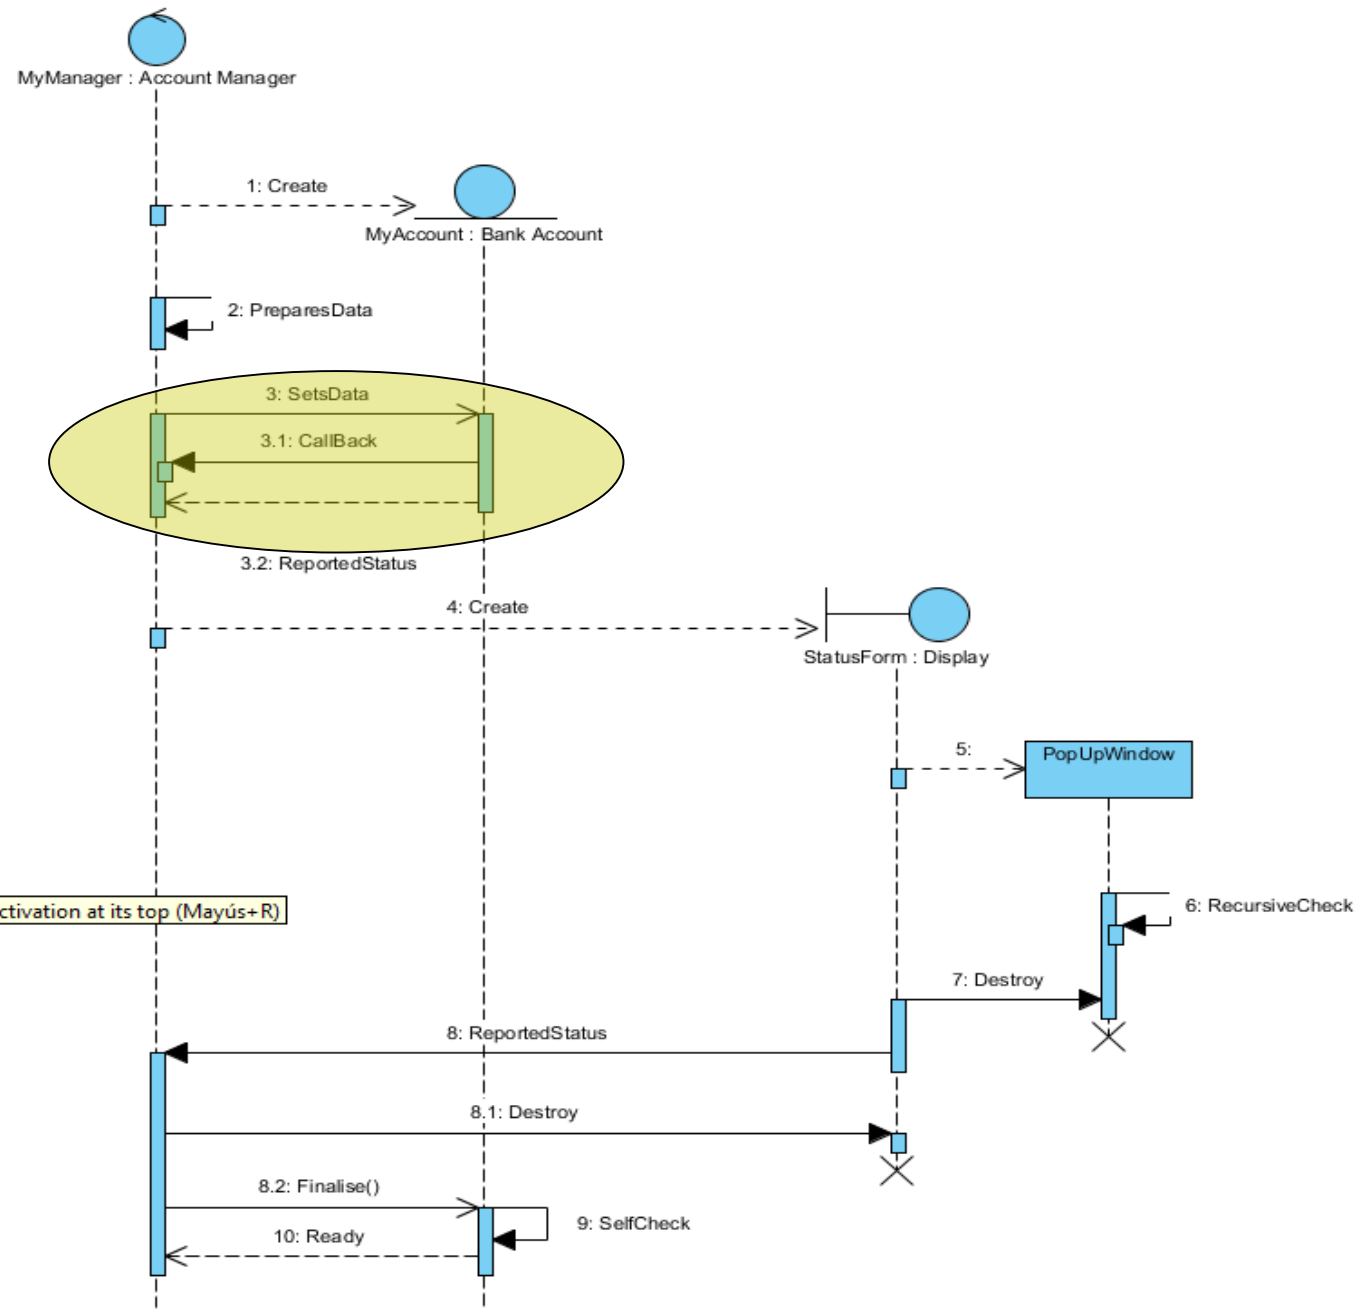 MyManager : Account Manager
1: Create
MyAccount : Bank Account
2: PreparesData
3: SetsData
3.1: CallBack
3.2: ReportedStatus
4: Create
StatusForm : Display
5:
PopUpWindow
6: RecursiveCheck
ctivation at its top (Mayús+R)
7: Destroy
8: ReportedStatus
8.1: Destroy
8.2: Finalise()
9: SelfCheck
10: Ready